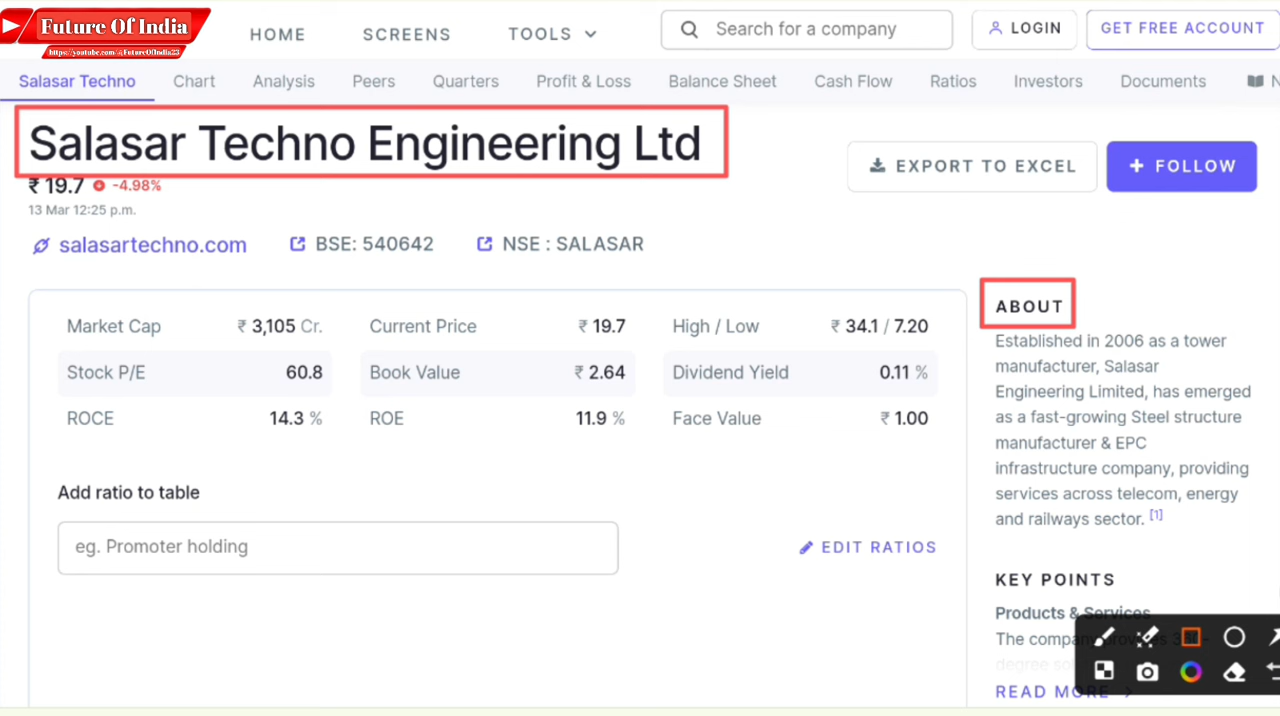 Future Of India
https://youtube.com/@FutureOfIndia23
HOME SCREENS TOOLS
Search for a company
LOGIN
GET FREE ACCOUNT
Salasar Techno Chart Analysis Peers Quarters Profit & Loss Balance Sheet Cash Flow Ratios Investors Documents N
Salasar Techno Engineering Ltd
EXPORT TO EXCEL
+ FOLLOW
₹ 19.7 -4.98%
13 Mar 12:25 p.m.
salasartechno.com BSE: 540642 NSE : SALASAR
Market Cap ₹ 3,105 Cr. Current Price ₹ 19.7 High / Low ₹ 34.1 / 7.20
Stock P/E 60.8 Book Value ₹ 2.64 Dividend Yield 0.11 %
ROCE 14.3 % ROE 11.9 % Face Value ₹ 1.00
Add ratio to table
eg. Promoter holding
EDIT RATIOS
ABOUT
Established in 2006 as a tower
manufacturer, Salasar
Engineering Limited, has emerged
as a fast-growing Steel structure
manufacturer & EPC
infrastructure company, providing
services across telecom, energy
and railways sector. [1]
KEY POINTS
Products & Services
The company provides 360-
degree
READ MORE